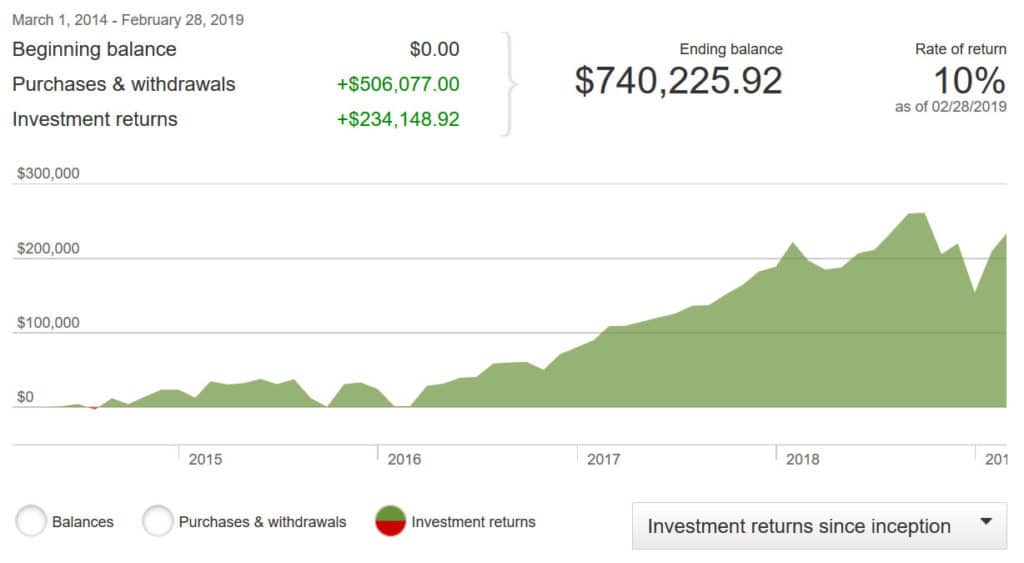 March 1, 2014 - February 28, 2019
Beginning balance $0.00
Purchases & withdrawals +$506,077.00
Investment returns +$234,148.92
Ending balance
$740,225.92
Rate of return
10%
as of 02/28/2019
$300,000
$200,000
$100,000
$0
2015 2016 2017 2018 201
Balances Purchases & withdrawals Investment returns
Investment returns since inception